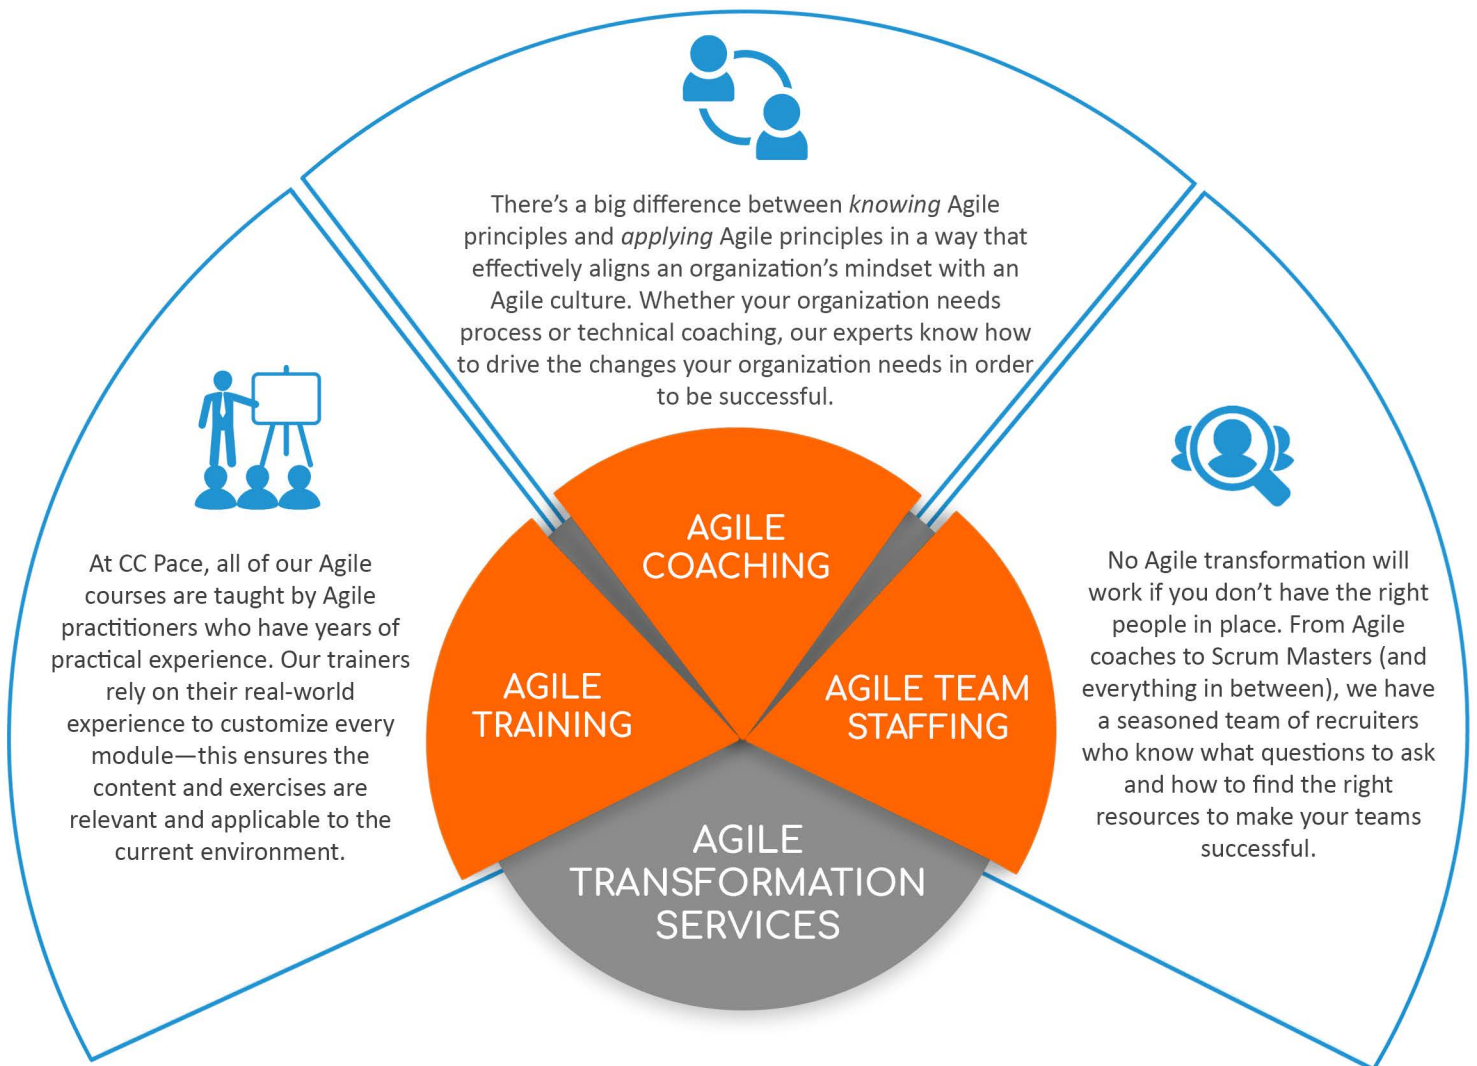 There’s a big difference between knowing Agile
principles and applying Agile principles in a way that
effectively aligns an organization’s mindset with an
Agile culture. Whether your organization needs
process or technical coaching, our experts know how
to drive the changes your organization needs in order
to be successful.
At CC Pace, all of our Agile
courses are taught by Agile
practitioners who have years of
practical experience. Our trainers
rely on their real-world
experience to customize every
module—this ensures the
content and exercises are
relevant and applicable to the
current environment.
AGILE
COACHING
AGILE
TRAINING
AGILE TEAM
STAFFING
AGILE
TRANSFORMATION
SERVICES
No Agile transformation will
work if you don’t have the right
people in place. From Agile
coaches to Scrum Masters (and
everything in between), we have
a seasoned team of recruiters
who know what questions to ask
and how to find the right
resources to make your teams
successful.